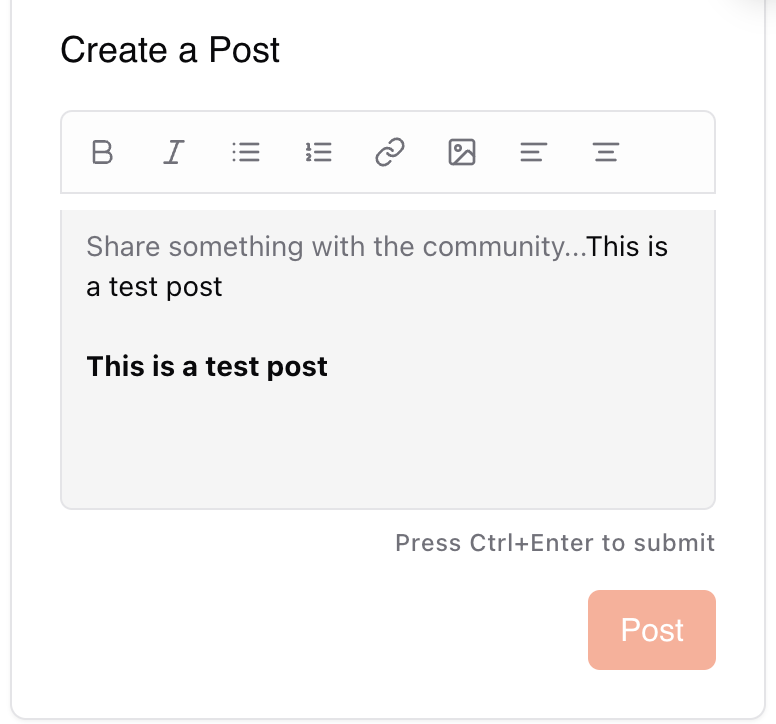 Create a Post
Share something with the community...This is
a test post
This is a test post
Press Ctrl+Enter to submit
Post